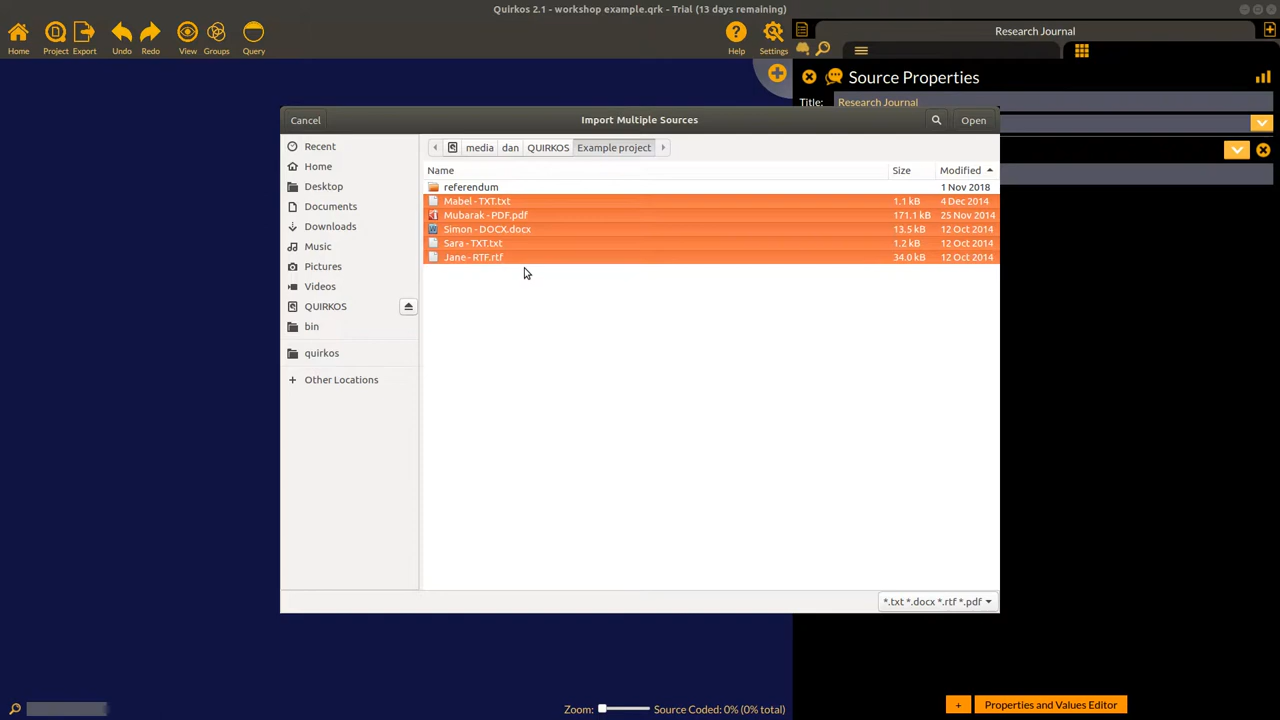 Quirkos 2.1 - workshop example.qrk - Trial (13 days remaining)
Home
Project
Export
Undo
Redo
View
Groups
Query
Help
Settings
Research Journal
Source Properties
Title:
Research Journal
Cancel
Import Multiple Sources
Open
media
dan
QUIRKOS
Example project
Recent
Home
Desktop
Documents
Downloads
Music
Pictures
Videos
QUIRKOS
bin
quirkos
Other Locations
Name
Size
Modified
referendum
1 Nov 2018
Mabel - TXT.txt
1.1 kB
4 Dec 2014
Mubarak - PDF.pdf
171.1 kB
25 Nov 2014
Simon - DOCX.docx
13.5 kB
12 Oct 2014
Sara - TXT.txt
1.2 kB
12 Oct 2014
Jane - RTF.rtf
34.0 kB
12 Oct 2014
*.txt *.docx *.rtf *.pdf
Zoom:
Source Coded: 0% (0% total)
+
Properties and Values Editor